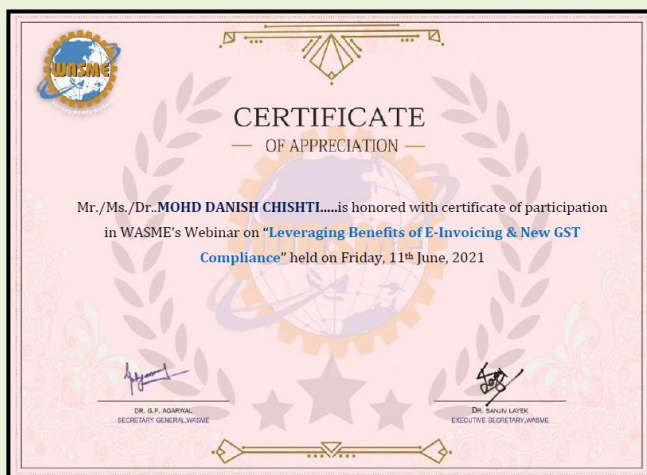 WASME
CERTIFICATE
OF APPRECIATION
Mr./Ms./Dr..MOHD DANISH CHISHTI.....is honored with certificate of participation
in WASME's Webinar on "Leveraging Benefits of E-Invoicing & New GST
Compliance" held on Friday, 11th June, 2021
DR. G.P. AGARWAL
SECRETARY GENERAL,WASME
DR. SANJIV LAYEK
EXECUTIVE SECRETARY,WASME